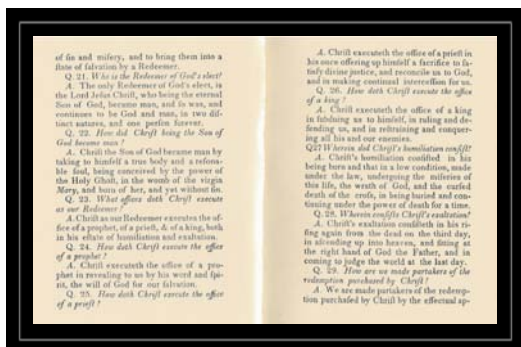 of ſin and miſery, and to bring them into a
ſtate of ſalvation by a Redeemer.
Q. 21. Who is the Redeemer of God's elect?
A. The only Redeemer of God's elect, is
the Lord Jeſus Chriſt, who being the eternal
Son of God, became man, and ſo was, and
continues to be God and man, in two diſ-
tinct natures, and one perſon forever.
Q. 22. How did Chriſt being the Son of
God become man?
A. Chriſt the Son of God became man by
taking to himſelf a true body and a reſona-
ble ſoul, being conceived by the power of
the Holy Ghoſt, in the womb of the virgin
Mary, and born of her, and yet without ſin.
Q. 23. What offices doth Chriſt execute
as our Redeemer?
A. Chriſt as our Redeemer executes the of-
fice of a prophet, of a prieſt, & of a king, both
in his eſtate of humiliation and exaltation.
Q. 24. How doth Chriſt execute the office
of a prophet?
A. Chriſt executeth the office of a pro-
phet in revealing to us by his word and ſpi-
rit, the will of God for our ſalvation.
Q. 25. How doth Chriſt execute the office
of a prieſt?
A. Chriſt executeth the office of a prieſt in
his once offering up himſelf a ſacrifice to ſa-
tisfy divine juſtice, and reconcile us to God,
and in making continual interceſſion for us.
Q. 26. How doth Chriſt execute the office
of a king?
A. Chriſt executeth the office of a king
in ſubduing us to himſelf, in ruling and de-
fending us, and in reſtraining and conquer-
ing all his and our enemies.
Q27 Wherein did Chriſt's humiliation conſiſt?
A. Chriſt's humiliation conſiſted in his
being born and that in a low condition, made
under the law, undergoing the miſeries of
this life, the wrath of God, and the curſed
death of the croſs, in being buried and con-
tinuing under the power of death for a time.
Q. 28. Wherein conſiſts Chriſt's exaltation?
A. Chriſt's exaltation conſiſteth in his ri-
ſing again from the dead on the third day,
in aſcending up into heaven, and ſitting at
the right hand of God the Father, and in
coming to judge the world at the laſt day.
Q. 29. How are we made partakers of the
redemption purchaſed by Chriſt?
A. We are made partakers of the redemp-
tion purchaſed by Chriſt by the effectual ap-